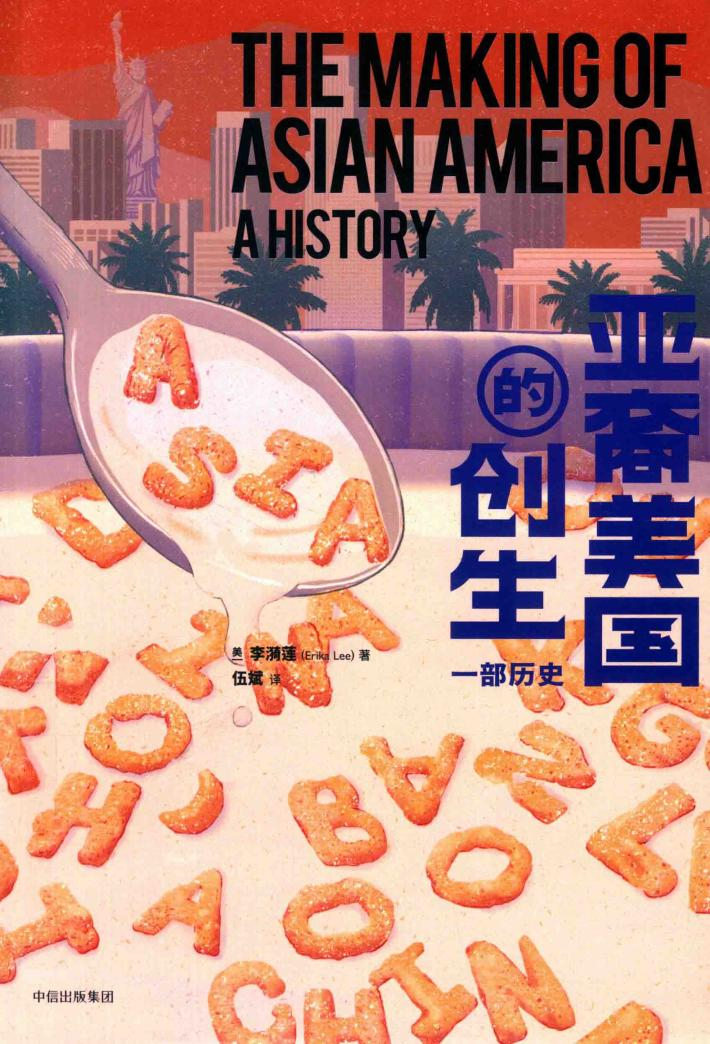 THE MAKING OF
ASIAN AMERICA
A HISTORY
亚裔美国
的创生
一部历史
[美] 李漪莲 (Erika Lee) 著
伍斌 译
ASIA
中信出版集团